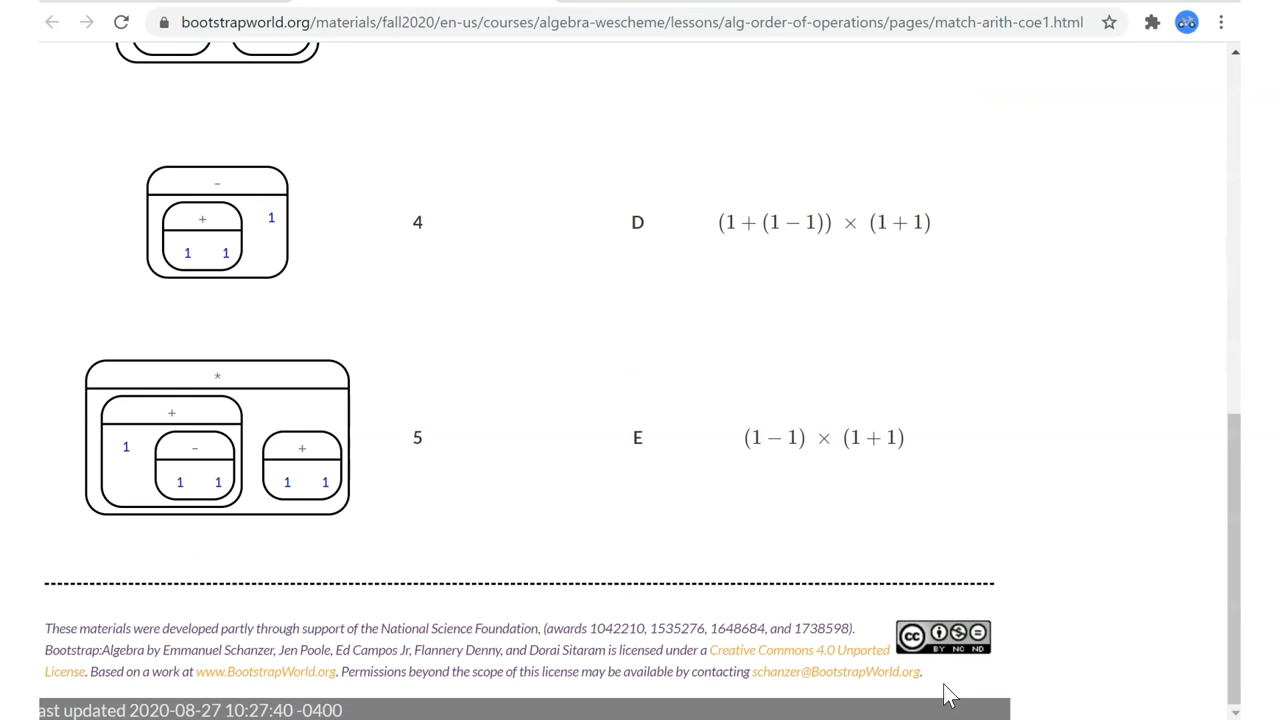 bootstrapworld.org/materials/fall2020/en-us/courses/algebra-wescheme/lessons/alg-order-of-operations/pages/match-arith-coe1.html
−
+ 1
1 1
4 D (1 + (1 − 1)) × (1 + 1)
*
+
1 − +
1 1 1 1
5 E (1 − 1) × (1 + 1)
These materials were developed partly through support of the National Science Foundation, (awards 1042210, 1535276, 1648684, and 1738598).
Bootstrap:Algebra by Emmanuel Schanzer, Jen Poole, Ed Campos Jr, Flannery Denny, and Dorai Sitaram is licensed under a Creative Commons 4.0 Unported
License. Based on a work at www.BootstrapWorld.org. Permissions beyond the scope of this license may be available by contacting schanzer@BootstrapWorld.org.
cc BY NC ND
ast updated 2020-08-27 10:27:40 -0400